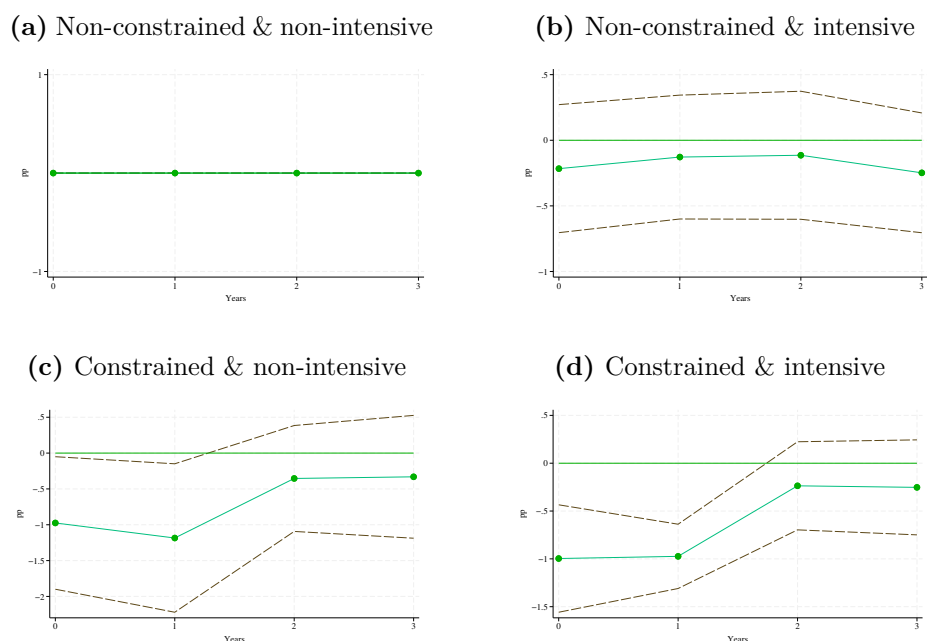 (a) Non-constrained & non-intensive
1
0
−1
pp
0 1 2 3
Years
(b) Non-constrained & intensive
.5
0
−.5
−1
pp
0 1 2 3
Years
(c) Constrained & non-intensive
.5
0
−.5
−1
−1.5
−2
pp
0 1 2 3
Years
(d) Constrained & intensive
.5
0
−.5
−1
−1.5
pp
0 1 2 3
Years